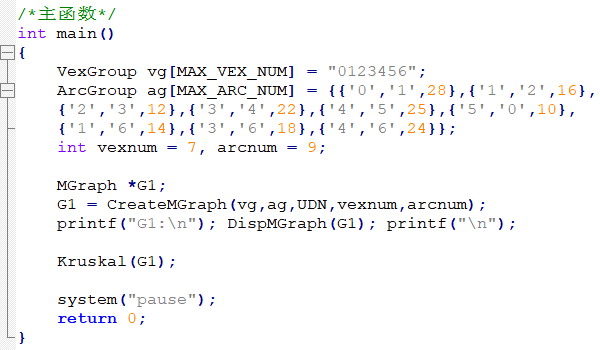 /*主函数*/
int main()
{
VexGroup vg[MAX_VEX_NUM] = "0123456";
ArcGroup ag[MAX_ARC_NUM] = {{'0','1',28},{'1','2',16},
{'2','3',12},{'3','4',22},{'4','5',25},{'5','0',10},
{'1','6',14},{'3','6',18},{'4','6',24}};
int vexnum = 7, arcnum = 9;
MGraph *G1;
G1 = CreateMGraph(vg,ag,UDN,vexnum,arcnum);
printf("G1:\n"); DispMGraph(G1); printf("\n");
Kruskal(G1);
system("pause");
return 0;
}